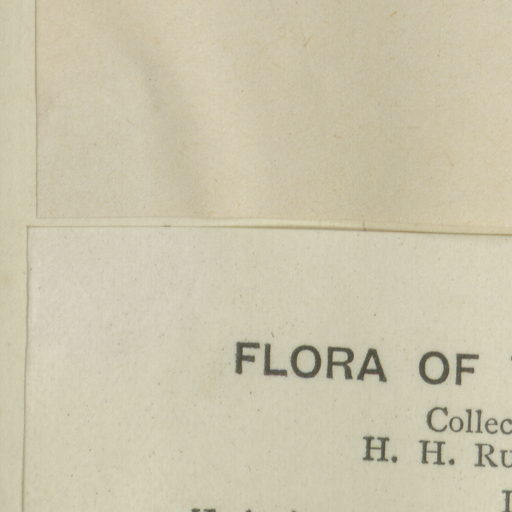 FLORA OF
Collec
H. H. Ru